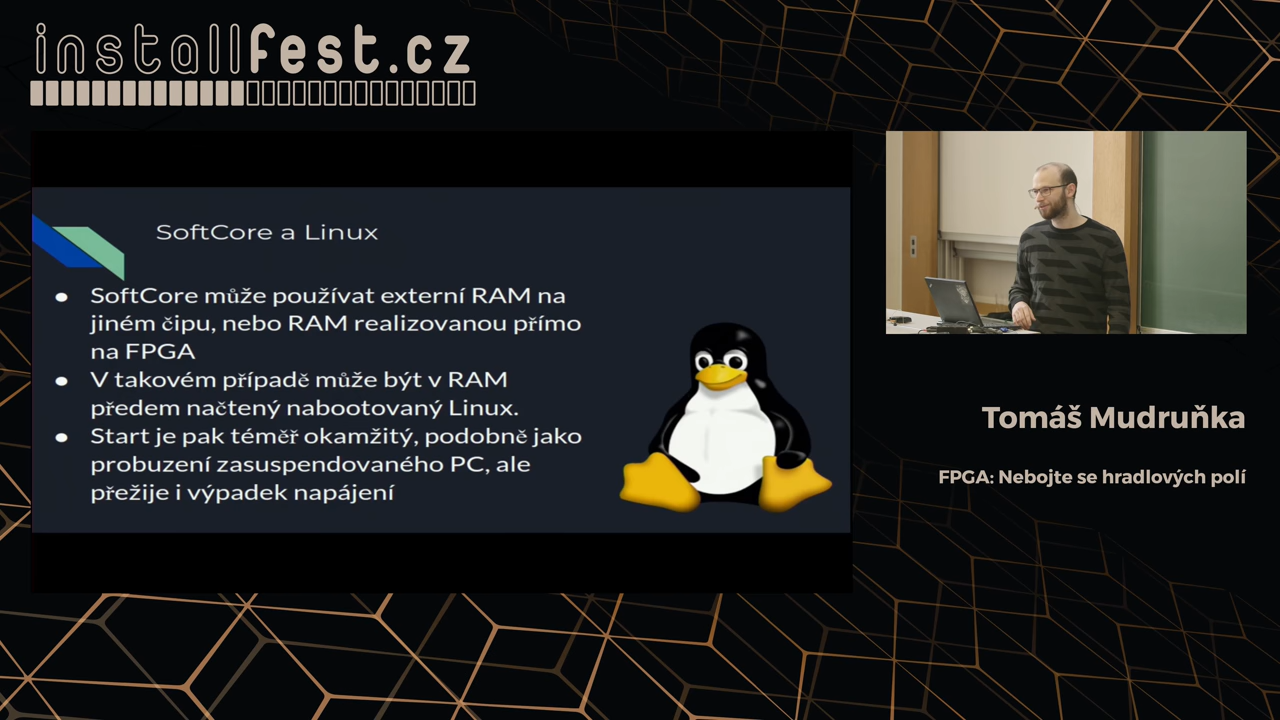 installfest.cz
SoftCore a Linux
● SoftCore může používat externí RAM na
jiném čipu, nebo RAM realizovanou přímo
na FPGA
● V takovém případě může být v RAM
předem načtený nabootovaný Linux.
● Start je pak téměř okamžitý, podobně jako
probuzení zasuspendovaného PC, ale
přežije i výpadek napájení
Tomáš Mudruňka
FPGA: Nebojte se hradlových polí